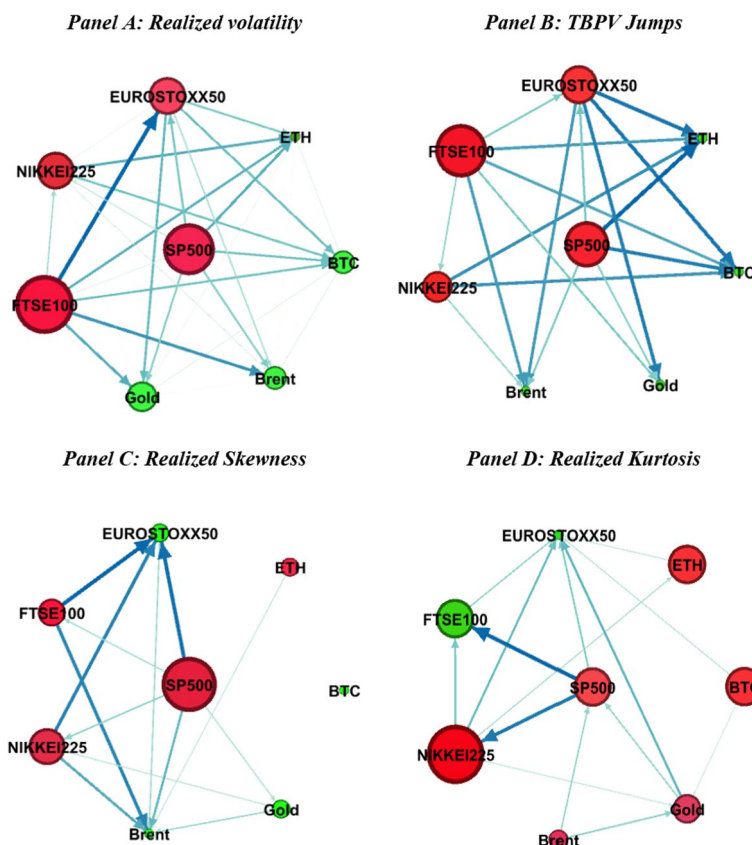 Panel A: Realized volatility
Panel B: TBPV Jumps
EUROSTOXX50
ETH
NIKKEI225
SP500
BTC
FTSE100
Brent
Gold
EUROSTOXX50
ETH
FTSE100
SP500
BTC
NIKKEI225
Brent
Gold
Panel C: Realized Skewness
Panel D: Realized Kurtosis
EUROSTOXX50
ETH
FTSE100
SP500
BTC
NIKKEI225
Gold
Brent
EUROSTOXX50
ETH
FTSE100
SP500
BTC
NIKKEI225
Gold
Brent